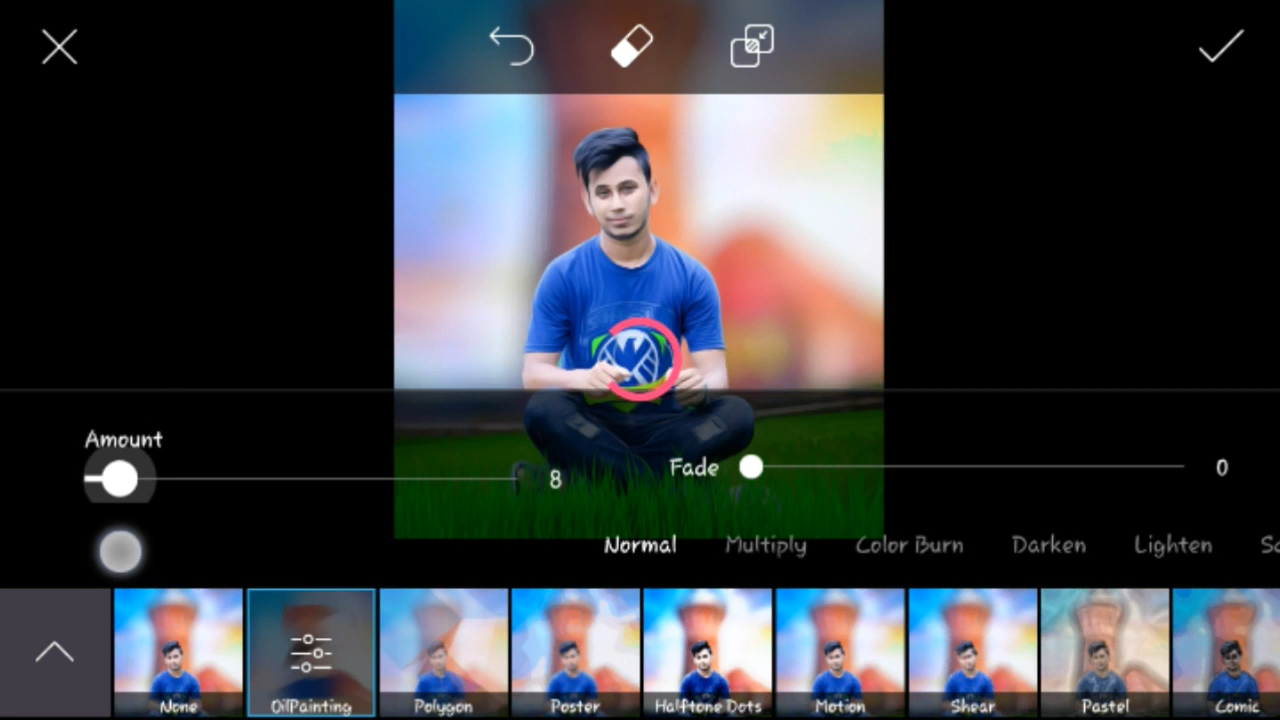 Amount
8
Fade
0
Normal Multiply Color Burn Darken Lighten
None OilPainting Polygon Poster Halftone Dots Motion Shear Pastel Comic